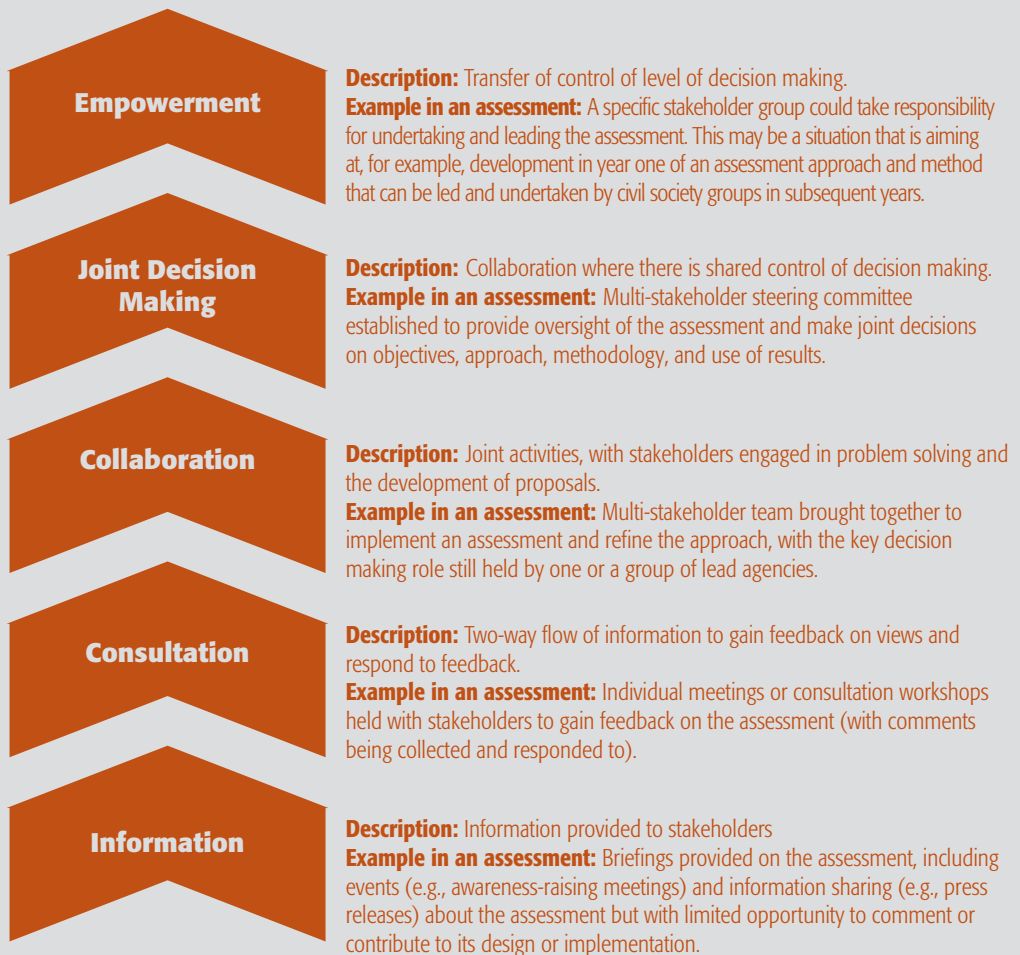 Empowerment
Description: Transfer of control of level of decision making.
Example in an assessment: A specific stakeholder group could take responsibility
for undertaking and leading the assessment. This may be a situation that is aiming
at, for example, development in year one of an assessment approach and method
that can be led and undertaken by civil society groups in subsequent years.
Joint Decision
Making
Description: Collaboration where there is shared control of decision making.
Example in an assessment: Multi-stakeholder steering committee
established to provide oversight of the assessment and make joint decisions
on objectives, approach, methodology, and use of results.
Collaboration
Description: Joint activities, with stakeholders engaged in problem solving and
the development of proposals.
Example in an assessment: Multi-stakeholder team brought together to
implement an assessment and refine the approach, with the key decision
making role still held by one or a group of lead agencies.
Consultation
Description: Two-way flow of information to gain feedback on views and
respond to feedback.
Example in an assessment: Individual meetings or consultation workshops
held with stakeholders to gain feedback on the assessment (with comments
being collected and responded to).
Information
Description: Information provided to stakeholders
Example in an assessment: Briefings provided on the assessment, including
events (e.g., awareness-raising meetings) and information sharing (e.g., press
releases) about the assessment but with limited opportunity to comment or
contribute to its design or implementation.